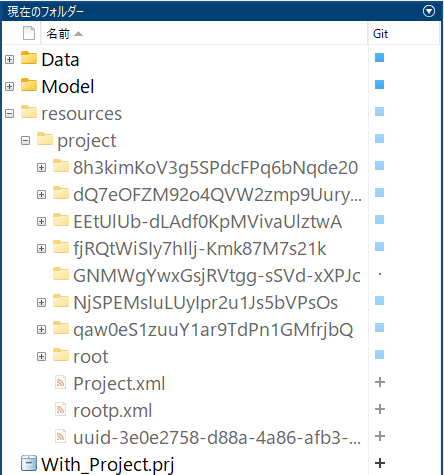 現在のフォルダー
名前 Git
Data
Model
resources
project
8h3kimKoV3g5SPdcFPq6bNqde20
dQ7eOFZM92o4QVW2zmp9Uury...
EEtUlUb-dLAdf0KpMVivaUlztwA
fjRQtWiSIy7hIlj-Kmk87M7s21k
GNMWgYwxGsjRVtgg-sSVd-xXPJc
NjSPEMsIuLUyIpr2u1Js5bVPsOs
qaw0eS1zuuY1ar9TdPn1GMfrjbQ
root
Project.xml
rootp.xml
uuid-3e0e2758-d88a-4a86-afb3-...
With_Project.prj